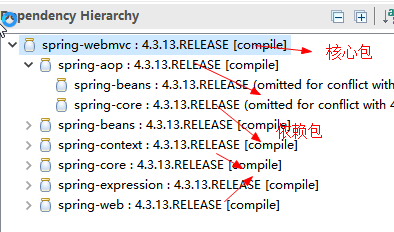 Dependency Hierarchy
spring-webmvc : 4.3.13.RELEASE [compile]
核心包
spring-aop : 4.3.13.RELEASE [compile]
spring-beans : 4.3.13.RELEASE (omitted for conflict with
spring-core : 4.3.13.RELEASE (omitted for conflict with 4
spring-beans : 4.3.13.RELEASE [compile]
依赖包
spring-context : 4.3.13.RELEASE [compile]
spring-core : 4.3.13.RELEASE [compile]
spring-expression : 4.3.13.RELEASE [compile]
spring-web : 4.3.13.RELEASE [compile]